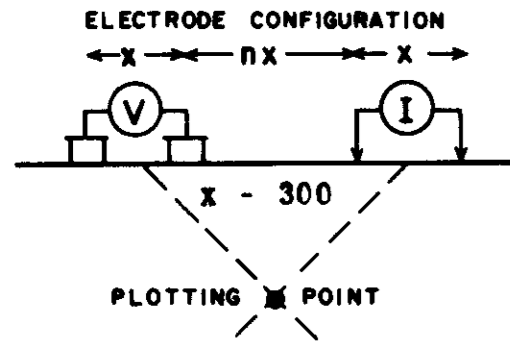 ELECTRODE CONFIGURATION
x nx x
V I
x - 300
PLOTTING POINT